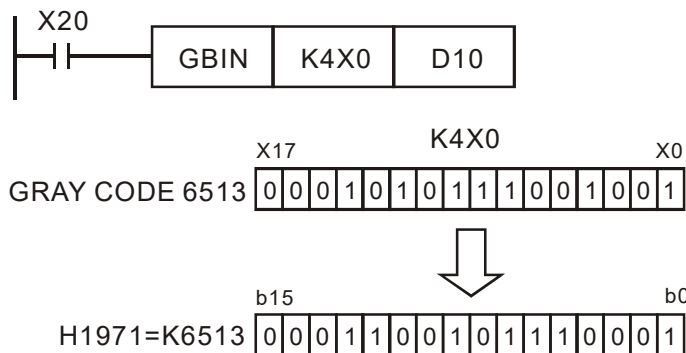 X20
GBIN K4X0 D10
K4X0
X17 X0
GRAY CODE 6513 0 0 0 1 0 1 0 1 1 1 0 0 1 0 0 1
b15 b0
H1971=K6513 0 0 0 1 1 0 0 1 0 1 1 1 0 0 0 1